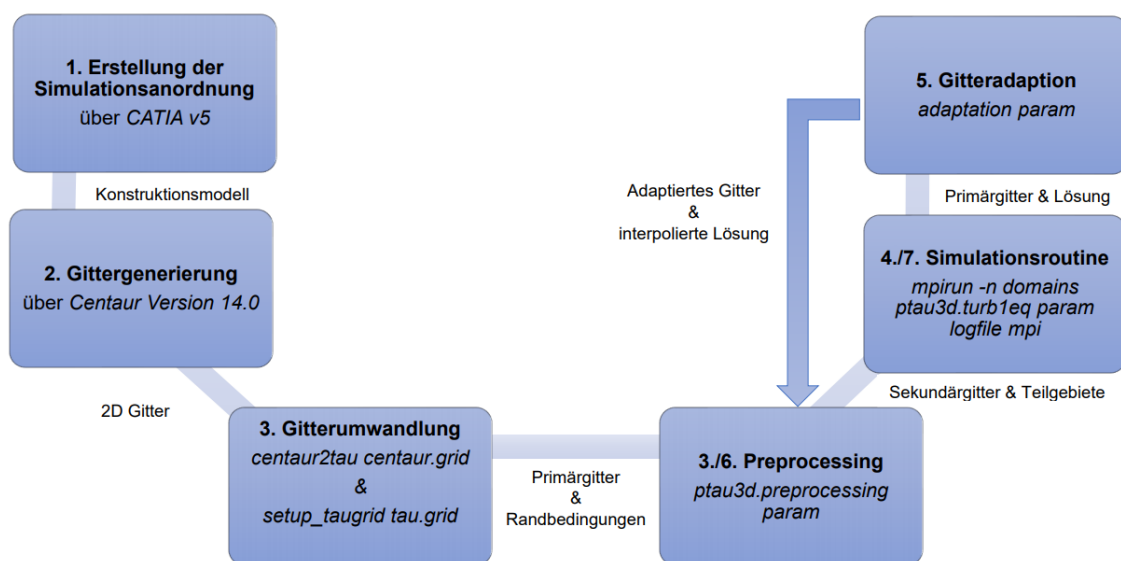 1. Erstellung der
Simulationsanordnung
über CATIA v5
Konstruktionsmodell
2. Gittergenerierung
über Centaur Version 14.0
2D Gitter
3. Gitterumwandlung
centaur2tau centaur.grid
&
setup_taugrid tau.grid
Primärgitter
&
Randbedingungen
3./6. Preprocessing
ptau3d.preprocessing
param
Sekundärgitter & Teilgebiete
4./7. Simulationsroutine
mpirun -n domains
ptau3d.turb1eq param
logfile mpi
Primärgitter & Lösung
5. Gitteradaption
adaptation param
Adaptiertes Gitter
&
interpolierte Lösung